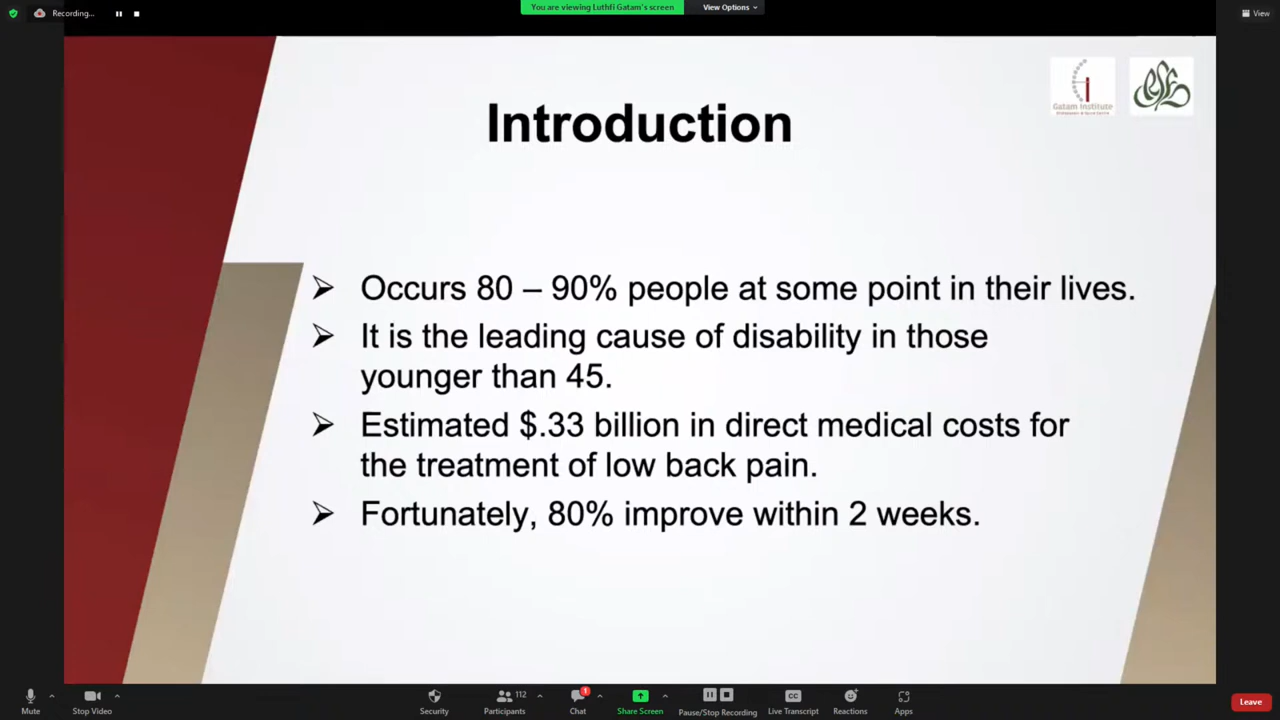 Recording...
You are viewing Luthfi Gatam's screen
View Options
View
Gatam Institute
Introduction
➢ Occurs 80 – 90% people at some point in their lives.
➢ It is the leading cause of disability in those
younger than 45.
➢ Estimated $.33 billion in direct medical costs for
the treatment of low back pain.
➢ Fortunately, 80% improve within 2 weeks.
Mute
Stop Video
Security
Participants
112
Chat
1
Share Screen
Pause/Stop Recording
Live Transcript
Reactions
Apps
Leave